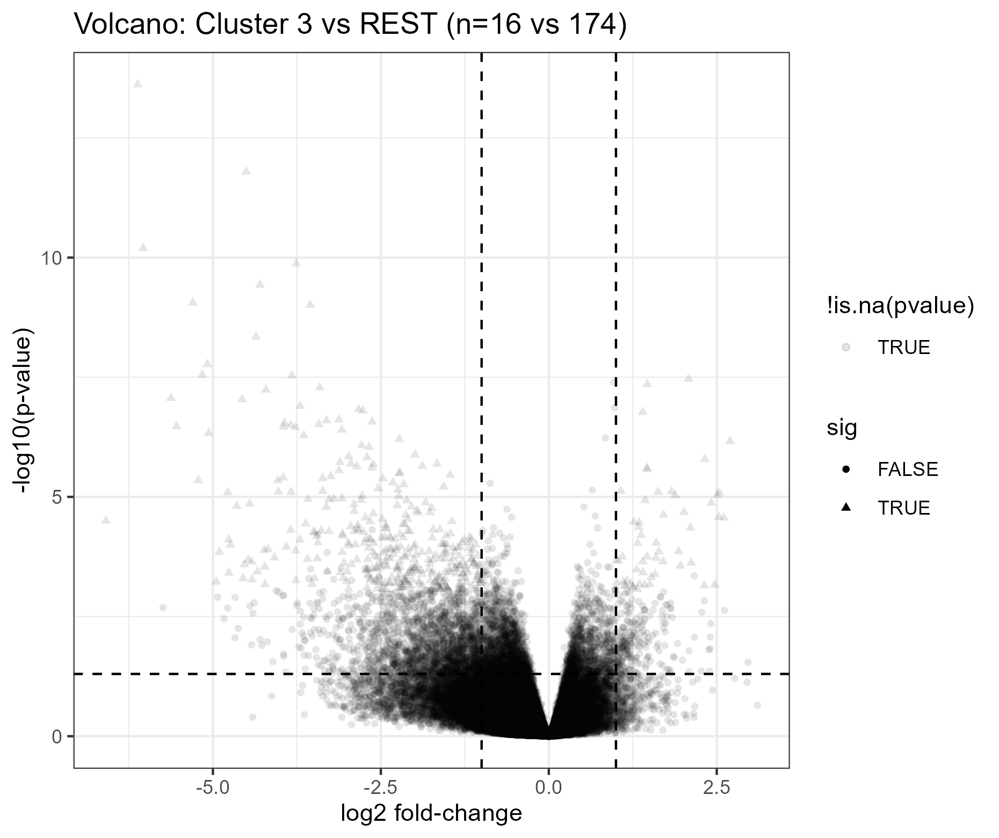 Volcano: Cluster 3 vs REST (n=16 vs 174)
-log10(p-value)
10
5
0
-5.0
-2.5
0.0
2.5
log2 fold-change
!is.na(pvalue)
TRUE
sig
FALSE
TRUE